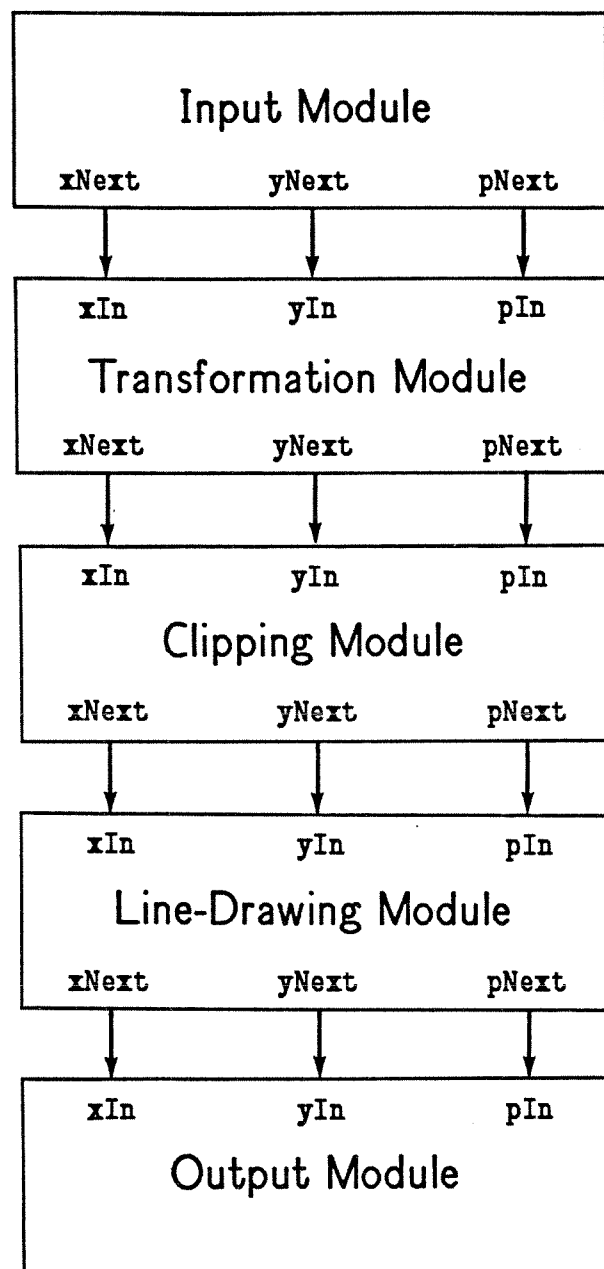 Input Module
xNext yNext pNext
xIn yIn pIn
Transformation Module
xNext yNext pNext
xIn yIn pIn
Clipping Module
xNext yNext pNext
xIn yIn pIn
Line-Drawing Module
xNext yNext pNext
xIn yIn pIn
Output Module